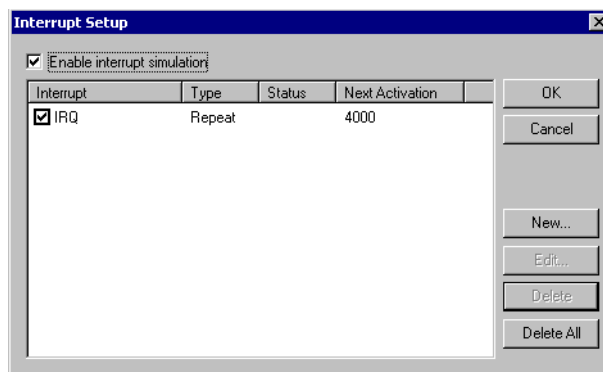 Interrupt Setup
Enable interrupt simulation
Interrupt Type Status Next Activation
IRQ Repeat 4000
OK
Cancel
New...
Edit...
Delete
Delete All